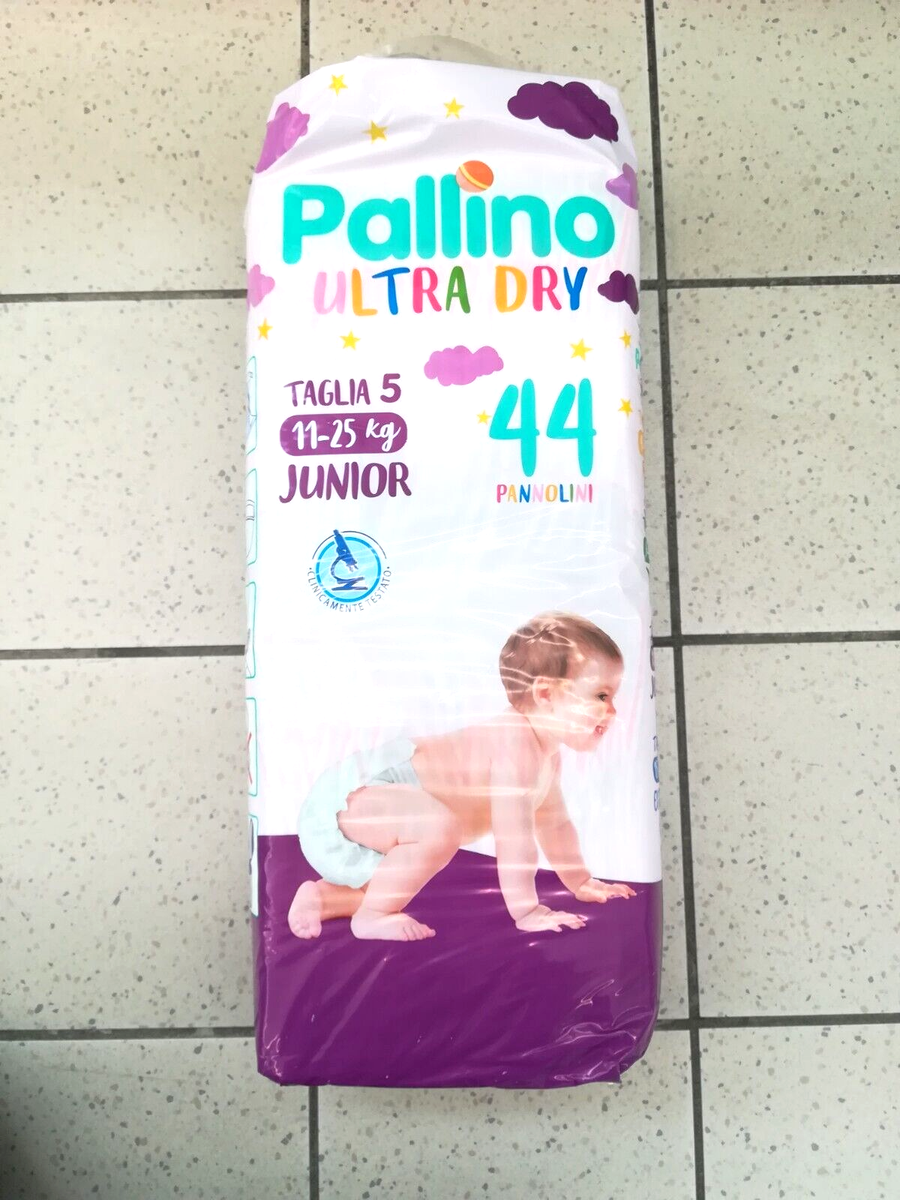 Pallino
ULTRA DRY
TAGLIA 5
11-25 kg
JUNIOR
44
PANNOLINI
CLINICAMENTE TESTATO